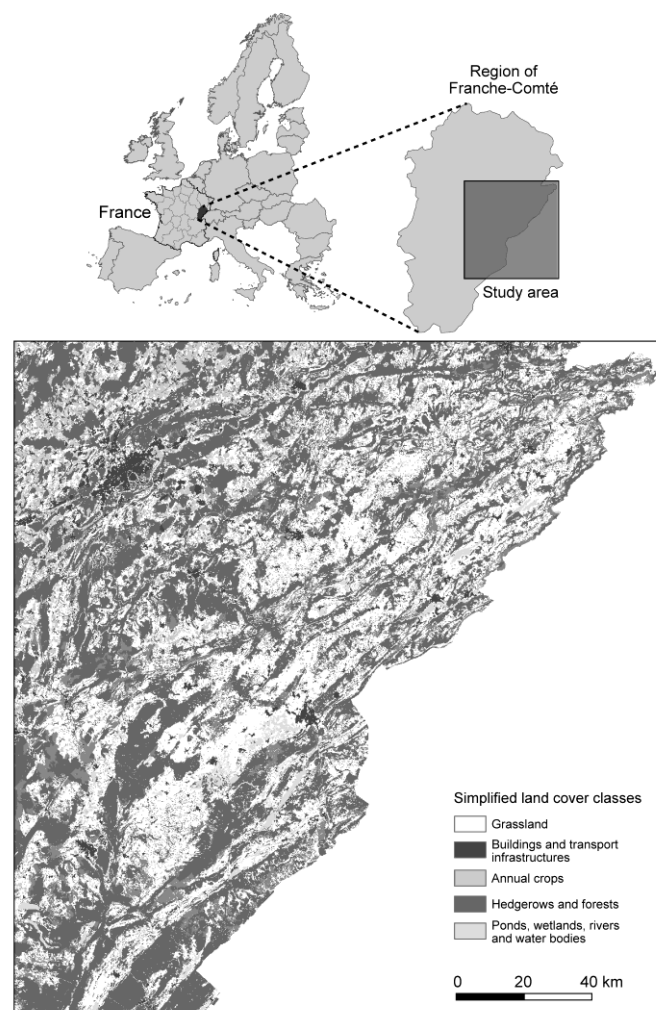 Region of
Franche-Comté
France
Study area
Simplified land cover classes
Grassland
Buildings and transport
infrastructures
Annual crops
Hedgerows and forests
Ponds, wetlands, rivers
and water bodies
0 20 40 km